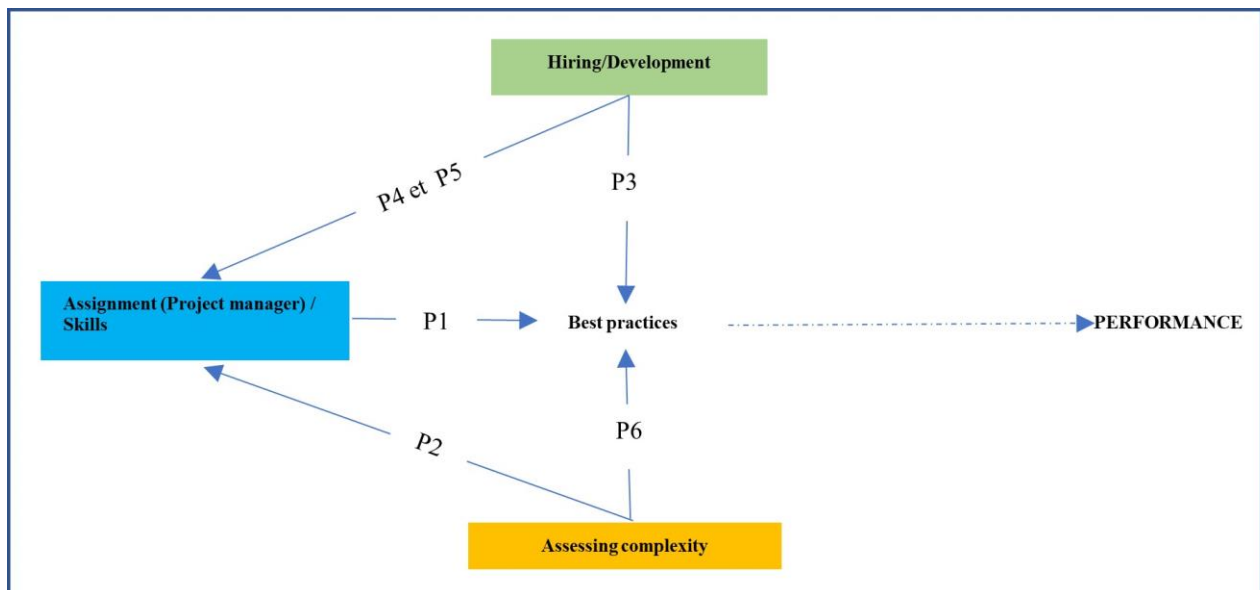 Hiring/Development
P4 et P5
P3
Assignment (Project manager) /
Skills
P1
Best practices
PERFORMANCE
P2
P6
Assessing complexity